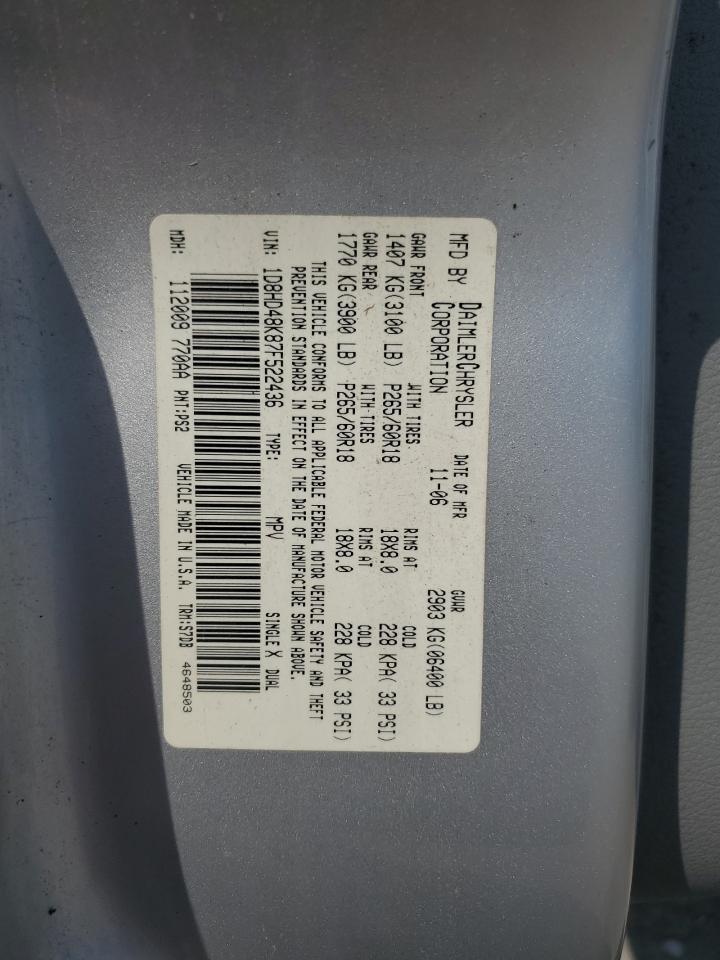 MFD BY DAIMLERCHRYSLER CORPORATION DATE OF MFR 11-06 GVWR 2903 KG(06400 LB)
GAWR FRONT WITH TIRES RIMS AT COLD
1407 KG(3100 LB) P265/60R18 18X8.0 228 KPA( 33 PSI)
GAWR REAR WITH TIRES RIMS AT COLD
1770 KG(3900 LB) P265/60R18 18X8.0 228 KPA( 33 PSI)
THIS VEHICLE CONFORMS TO ALL APPLICABLE FEDERAL MOTOR VEHICLE SAFETY AND THEFT
PREVENTION STANDARDS IN EFFECT ON THE DATE OF MANUFACTURE SHOWN ABOVE.
VIN: 1D8HD48K87F522436 TYPE: MPV SINGLE X DUAL
MDH: 112009 770AA PNT:PS2 VEHICLE MADE IN U.S.A. TRM:S7DB 4648503